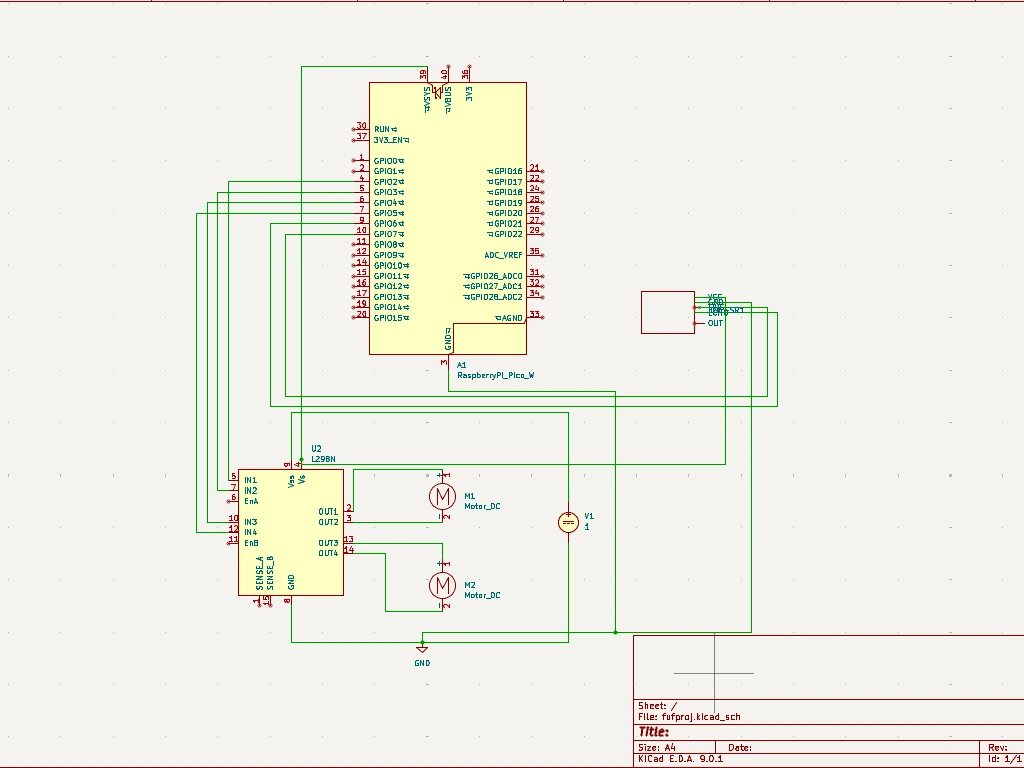 39
40
36
VSYS
VBUS
3V3
30 RUN
37 3V3_EN
1 GPIO0
2 GPIO1
4 GPIO2
5 GPIO3
6 GPIO4
7 GPIO5
9 GPIO6
10 GPIO7
11 GPIO8
12 GPIO9
14 GPIO10
15 GPIO11
16 GPIO12
17 GPIO13
19 GPIO14
20 GPIO15
GPIO16 21
GPIO17 22
GPIO18 24
GPIO19 25
GPIO20 26
GPIO21 27
GPIO22 29
ADC_VREF 35
GPIO26_ADC0 31
GPIO27_ADC1 32
GPIO28_ADC2 34
AGND 33
GND
3
A1
RaspberryPi_Pico_W
VCC
OUT
U2
L298N
9
4
Vss
Vs
5 IN1
7 IN2
6 EnA
10 IN3
12 IN4
11 EnB
OUT1 2
OUT2 3
OUT3 13
OUT4 14
SENSE_A
SENSE_B
GND
1
15
8
+
1
M
M1
Motor_DC
2
+
1
M
M2
Motor_DC
2
V1
1
GND
Sheet: /
File: fufproj.kicad_sch
Title:
Size: A4
Date:
Rev:
KiCad E.D.A. 9.0.1
Id: 1/1